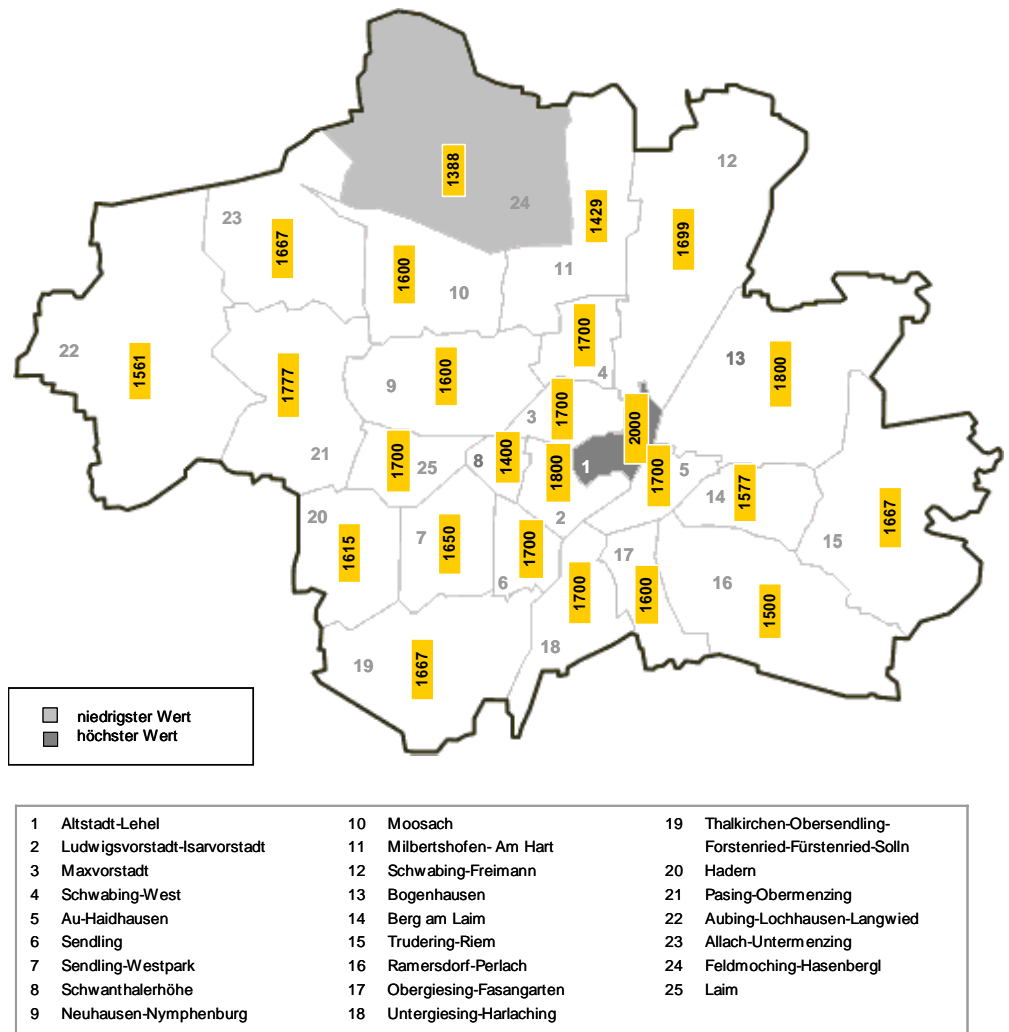 12
1388
24
23
1429
1699
1667
11
1600
10
1700
22
1561
13
1800
1777
9
1600
4
3
1700
2000
21
1700
25
8
1400
1800
1
1700
5
14
1577
1667
20
1615
7
1650
2
1700
6
17
15
1700
1600
16
1500
18
19
1667
niedrigster Wert
höchster Wert
1 Altstadt-Lehel
2 Ludwigsvorstadt-Isarvorstadt
3 Maxvorstadt
4 Schwabing-West
5 Au-Haidhausen
6 Sendling
7 Sendling-Westpark
8 Schwanthalerhöhe
9 Neuhausen-Nymphenburg
10 Moosach
11 Milbertshofen- Am Hart
12 Schwabing-Freimann
13 Bogenhausen
14 Berg am Laim
15 Trudering-Riem
16 Ramersdorf-Perlach
17 Obergiesing-Fasangarten
18 Untergiesing-Harlaching
19 Thalkirchen-Obersendling-
Forstenried-Fürstenried-Solln
20 Hadern
21 Pasing-Obermenzing
22 Aubing-Lochhausen-Langwied
23 Allach-Untermenzing
24 Feldmoching-Hasenbergl
25 Laim